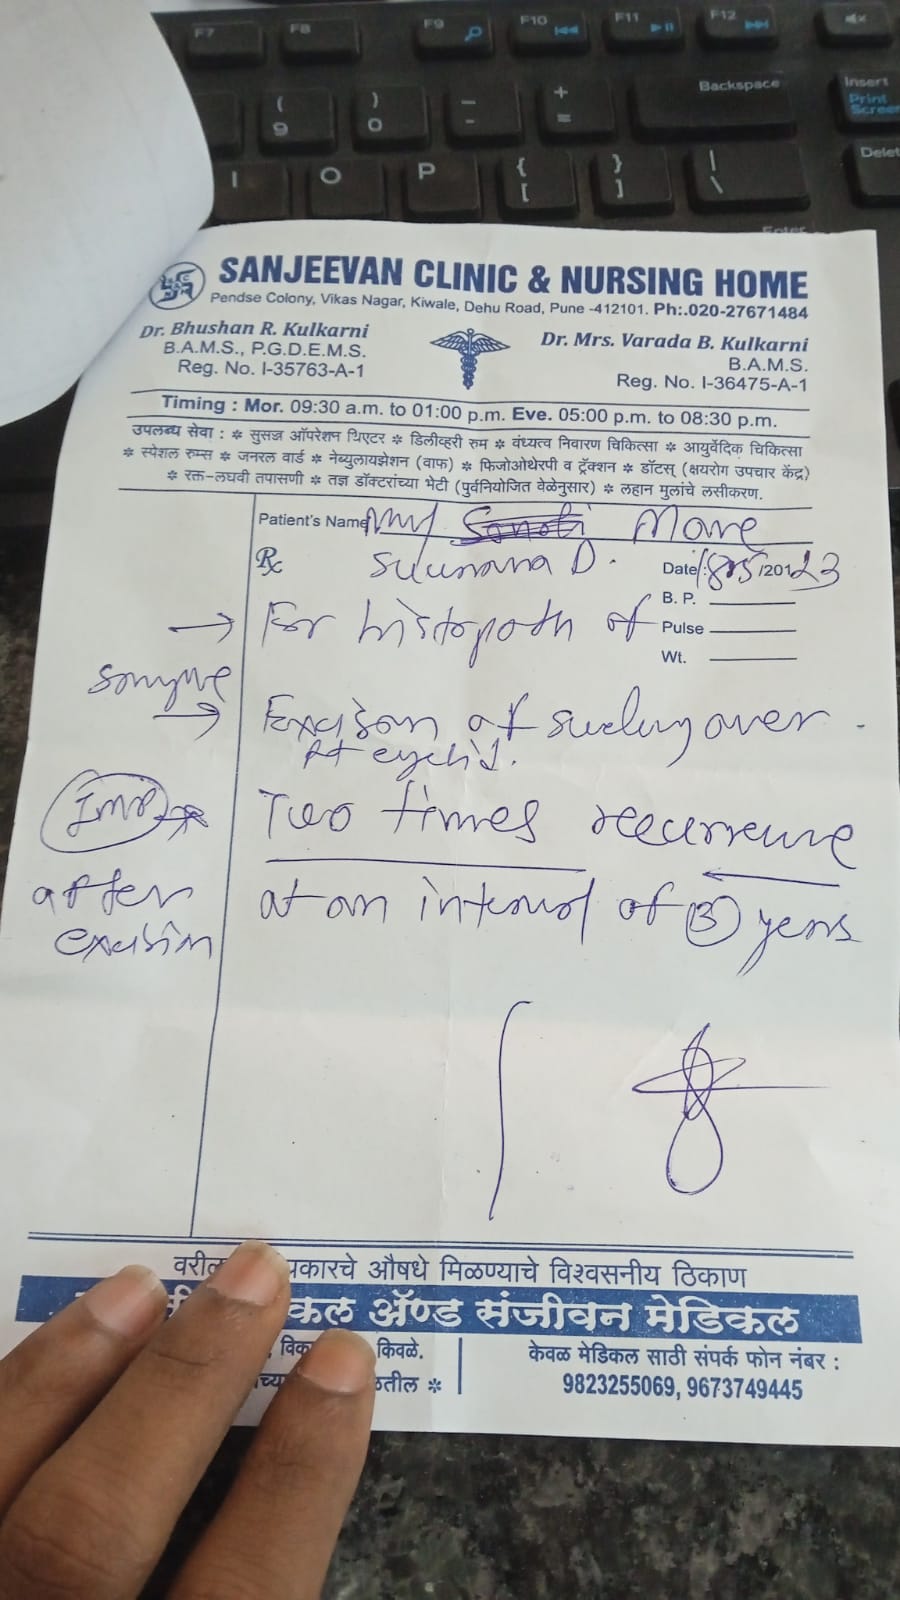 F7 F8 F9 F10 F11 F12
( 9 ) 0 _ - + = Backspace Insert Print Screen
I O P { [ } ] | \ Delete
Enter
SANJEEVAN CLINIC & NURSING HOME
Pendse Colony, Vikas Nagar, Kiwale, Dehu Road, Pune -412101. Ph:.020-27671484
Dr. Bhushan R. Kulkarni
B.A.M.S., P.G.D.E.M.S.
Reg. No. I-35763-A-1
Dr. Mrs. Varada B. Kulkarni
B.A.M.S.
Reg. No. I-36475-A-1
Timing : Mor. 09:30 a.m. to 01:00 p.m. Eve. 05:00 p.m. to 08:30 p.m.
उपलब्ध सेवा : * सुसज्ज ऑपरेशन थिएटर * डिलीव्हरी रुम * वंध्यत्व निवारण चिकित्सा * आयुर्वेदिक चिकित्सा
* स्पेशल रुम्स * जनरल वार्ड * नेब्युलायझेशन (वाफ) * फिजोओथेरपी व ट्रॅक्शन * डॉटस् (क्षयरोग उपचार केंद्र)
* रक्त-लघवी तपासणी * तज्ञ डॉक्टरांच्या भेटी (पुर्वनियोजित वेळेनुसार) * लहान मुलांचे लसीकरण.
Patient's Name More
Rx D. Date : /201 23
B. P.
For histopath of Pulse
Wt.
Excision of over
Rt eyelid.
Imp Two times recurrence
after at an interval of (3) years
excision
वरील प्रकारचे औषधे मिळण्याचे विश्वसनीय ठिकाण
कल ॲण्ड संजीवन मेडिकल
किवळे.
केवळ मेडिकल साठी संपर्क फोन नंबर :
9823255069, 9673749445